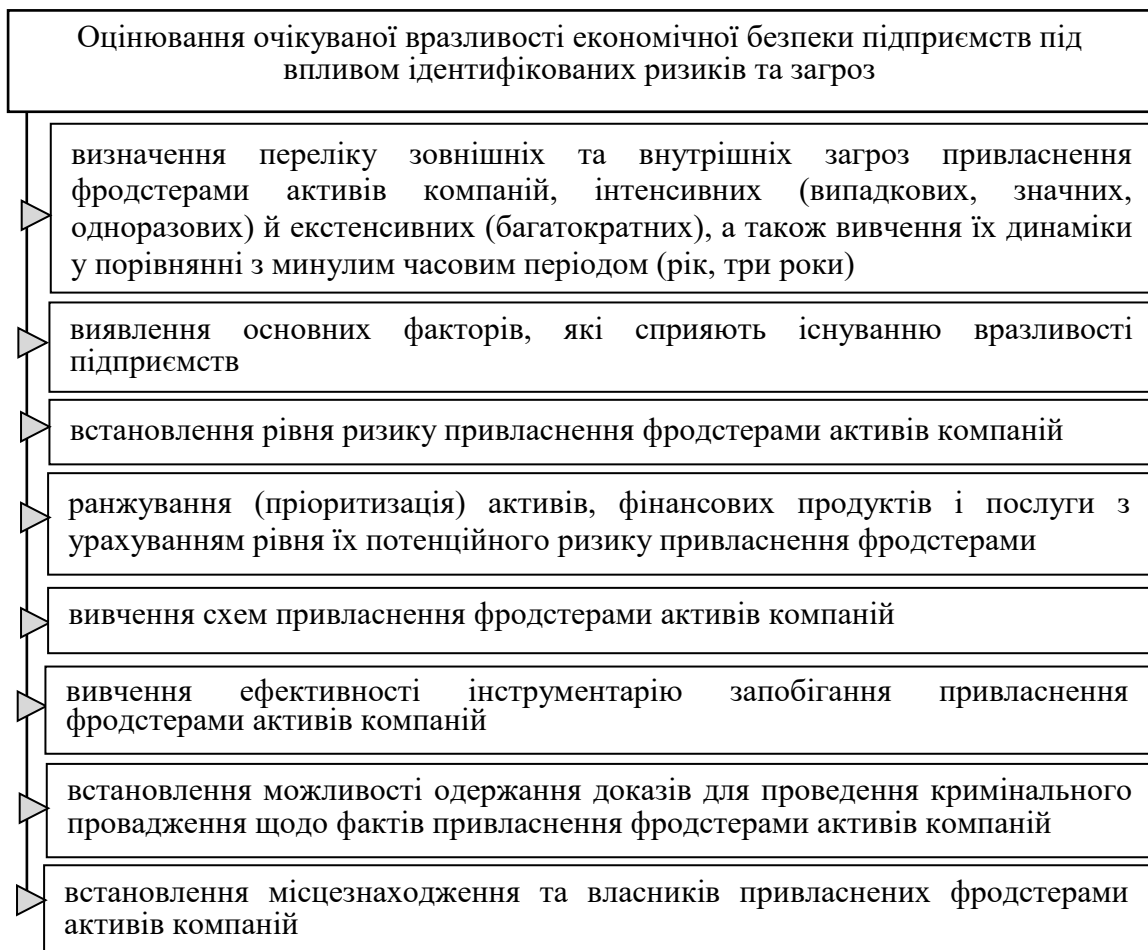 Оцінювання очікуваної вразливості економічної безпеки підприємств під
впливом ідентифікованих ризиків та загроз
визначення переліку зовнішніх та внутрішніх загроз привласнення
фродстерами активів компаній, інтенсивних (випадкових, значних,
одноразових) й екстенсивних (багатократних), а також вивчення їх динаміки
у порівнянні з минулим часовим періодом (рік, три роки)
виявлення основних факторів, які сприяють існуванню вразливості
підприємств
встановлення рівня ризику привласнення фродстерами активів компаній
ранжування (пріоритизація) активів, фінансових продуктів і послуги з
урахуванням рівня їх потенційного ризику привласнення фродстерами
вивчення схем привласнення фродстерами активів компаній
вивчення ефективності інструментарію запобігання привласнення
фродстерами активів компаній
встановлення можливості одержання доказів для проведення кримінального
провадження щодо фактів привласнення фродстерами активів компаній
встановлення місцезнаходження та власників привласнених фродстерами
активів компаній